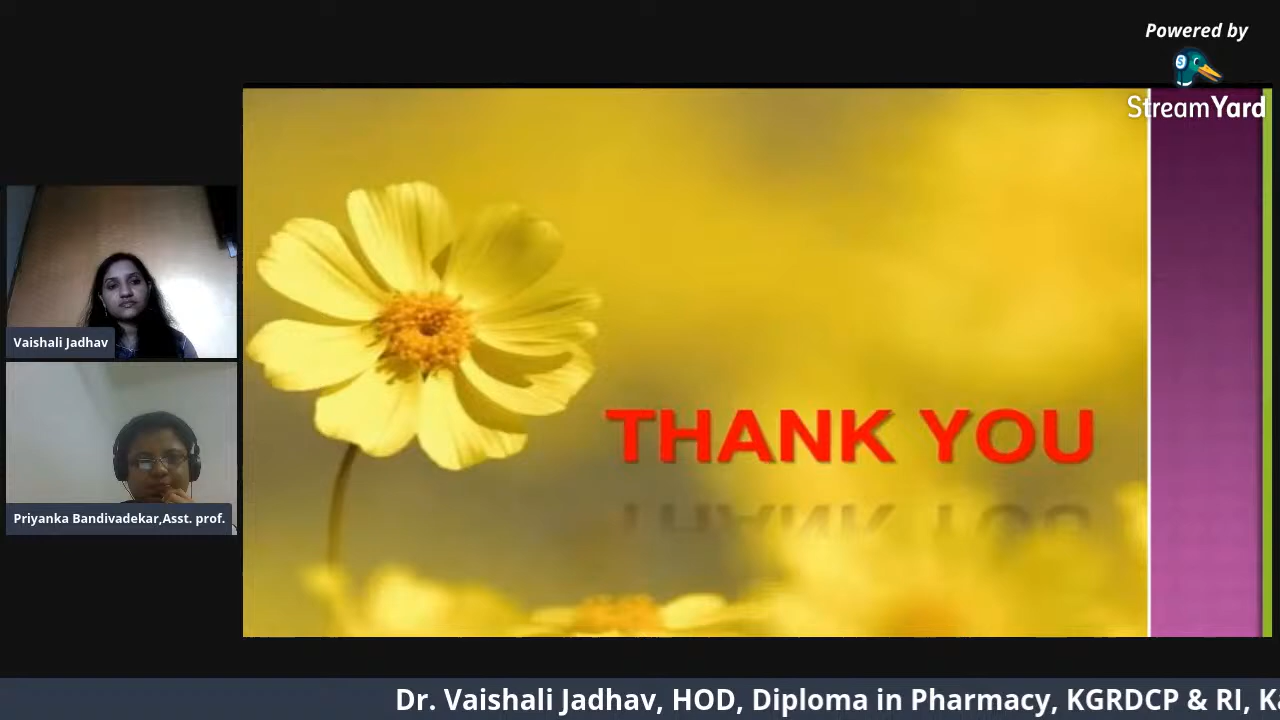 Powered by
StreamYard
Vaishali Jadhav
Priyanka Bandivadekar,Asst. prof.
THANK YOU
Dr. Vaishali Jadhav, HOD, Diploma in Pharmacy, KGRDCP & RI,